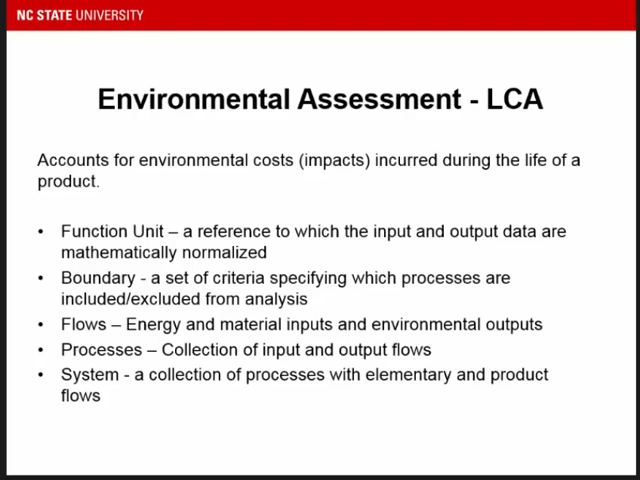 NC STATE UNIVERSITY
Environmental Assessment - LCA
Accounts for environmental costs (impacts) incurred during the life of a
product.
• Function Unit – a reference to which the input and output data are
mathematically normalized
• Boundary - a set of criteria specifying which processes are
included/excluded from analysis
• Flows – Energy and material inputs and environmental outputs
• Processes – Collection of input and output flows
• System - a collection of processes with elementary and product
flows